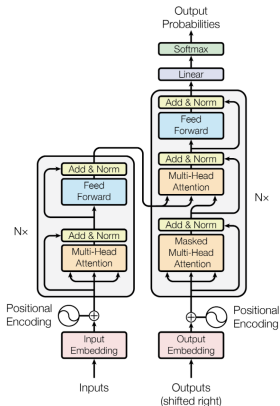 Output
Probabilities
Softmax
Linear
Add & Norm
Feed
Forward
Add & Norm
Multi-Head
Attention
Add & Norm
Masked
Multi-Head
Attention
N×
Positional
Encoding
Output
Embedding
Outputs
(shifted right)
Add & Norm
Feed
Forward
N×
Add & Norm
Multi-Head
Attention
Positional
Encoding
Input
Embedding
Inputs